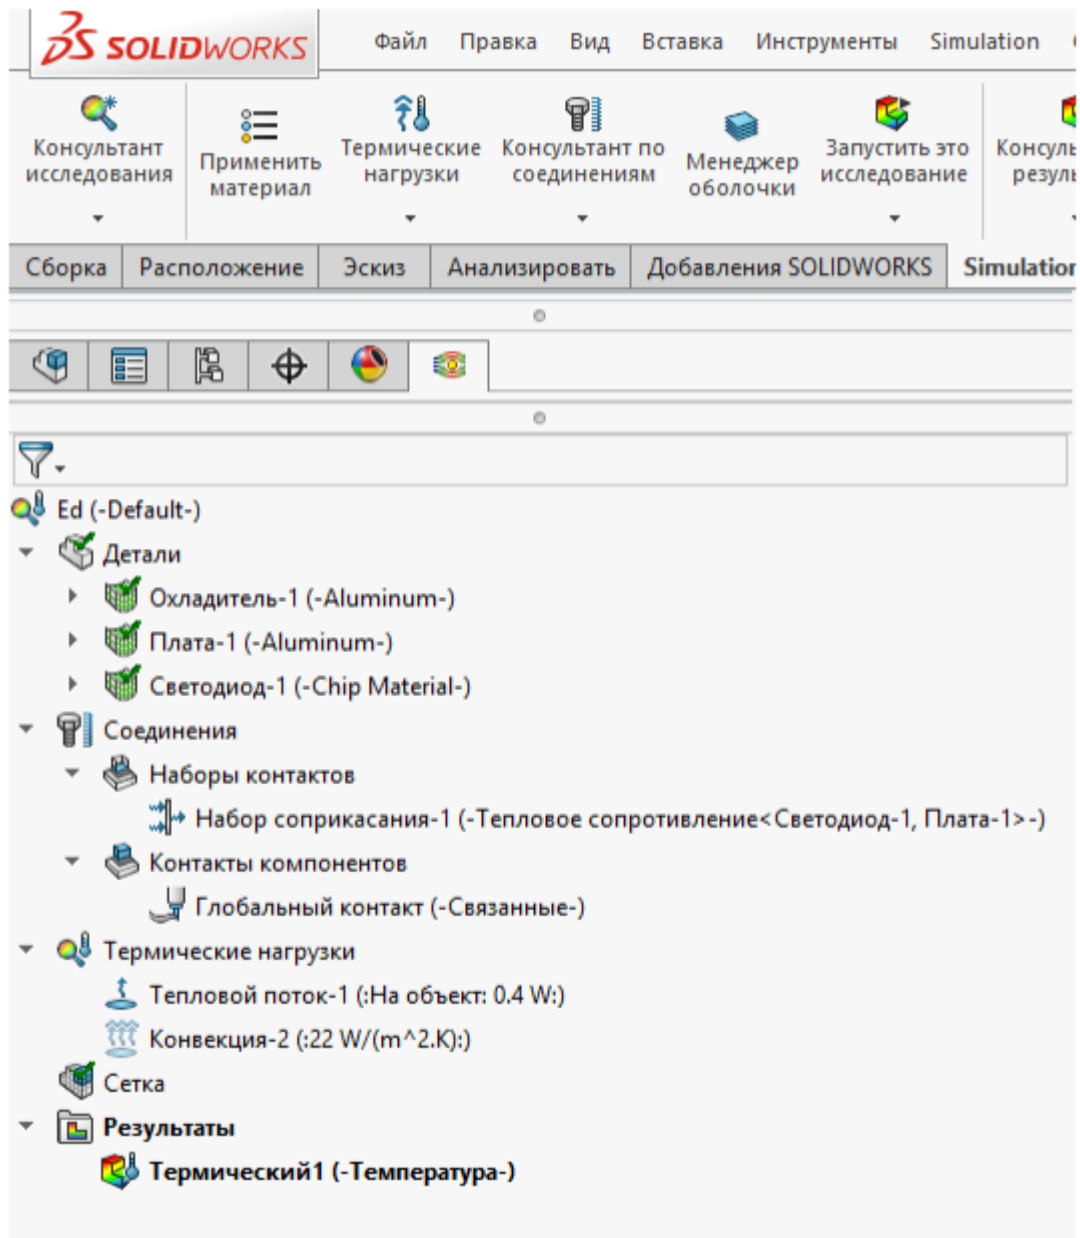 SOLIDWORKS Файл Правка Вид Вставка Инструменты Simulation
Консультант исследования
Применить материал
Термические нагрузки
Консультант по соединениям
Менеджер оболочки
Запустить это исследование
Сборка Расположение Эскиз Анализировать Добавления SOLIDWORKS Simulation
Ed (-Default-)
Детали
Охладитель-1 (-Aluminum-)
Плата-1 (-Aluminum-)
Светодиод-1 (-Chip Material-)
Соединения
Наборы контактов
Набор соприкасания-1 (-Тепловое сопротивление<Светодиод-1, Плата-1>-)
Контакты компонентов
Глобальный контакт (-Связанные-)
Термические нагрузки
Тепловой поток-1 (:На объект: 0.4 W:)
Конвекция-2 (:22 W/(m^2.K):)
Сетка
Результаты
Термический1 (-Температура-)